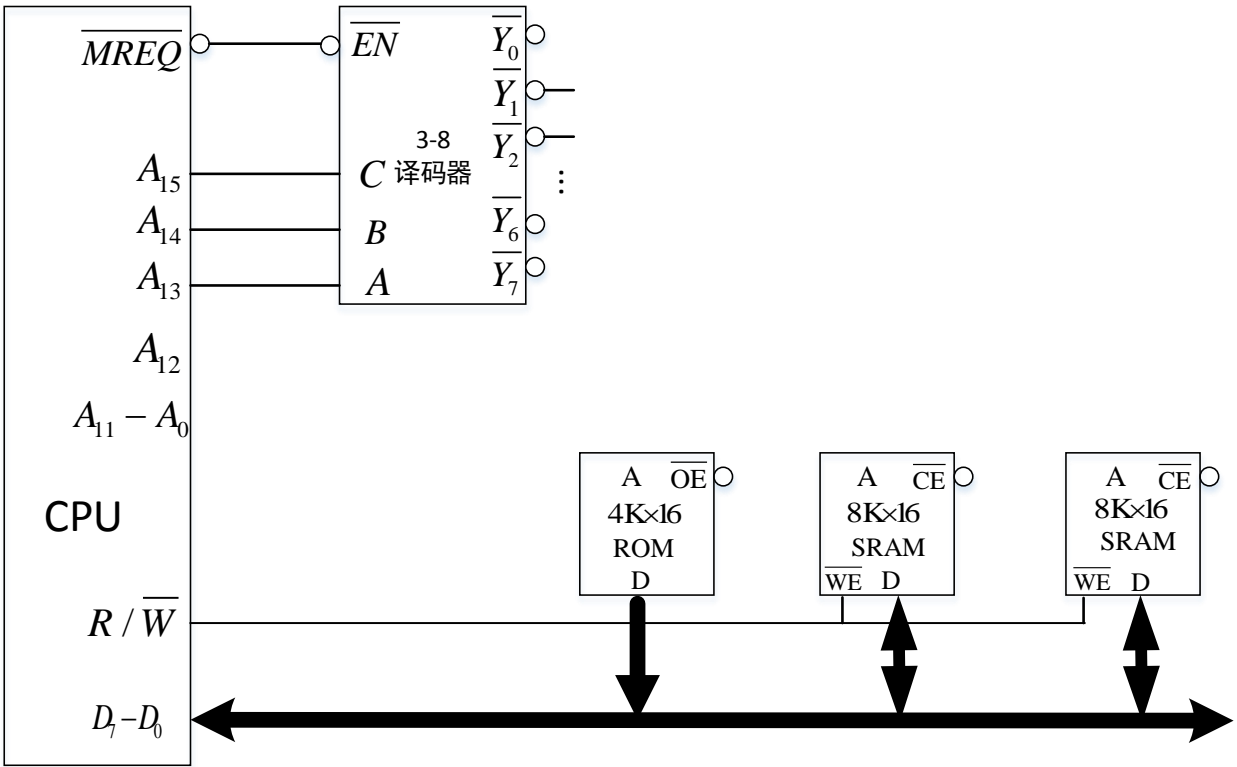 MREQ
EN
Y0
Y1
3-8
译码器
Y2
A15
C
⋮
A14
B
Y6
A13
A
Y7
A12
A11 − A0
CPU
A OE
4K×16
ROM
D
A CE
8K×16
SRAM
WE D
A CE
8K×16
SRAM
WE D
R / W
D7−D0